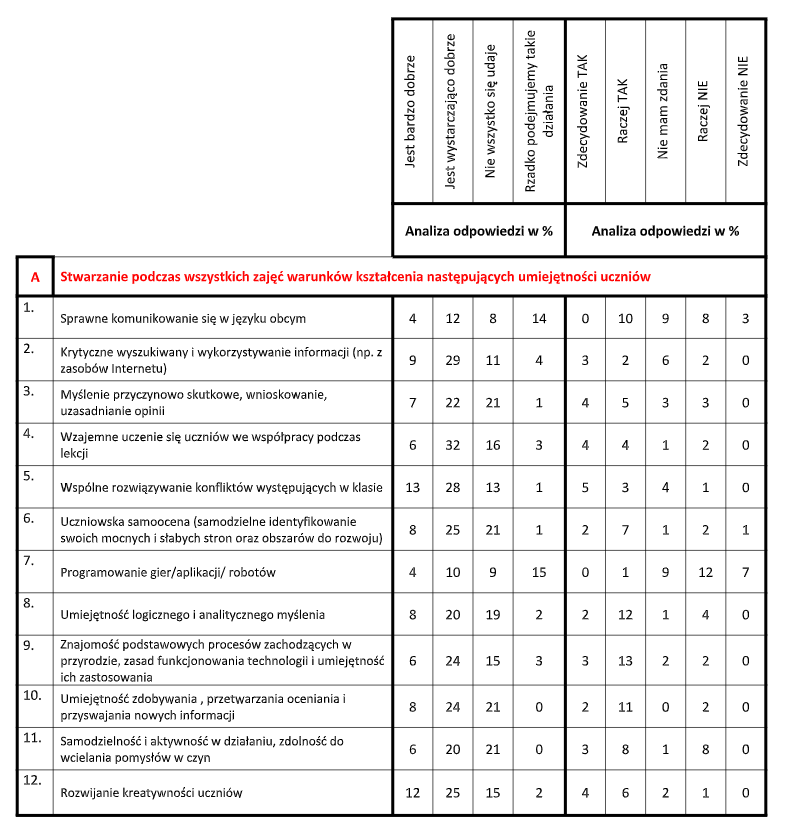 Jest bardzo dobrze
Jest wystarczająco dobrze
Nie wszystko się udaje
Rzadko podejmujemy takie
działania
Zdecydowanie TAK
Raczej TAK
Nie mam zdania
Raczej NIE
Zdecydowanie NIE
Analiza odpowiedzi w %
Analiza odpowiedzi w %
A Stwarzanie podczas wszystkich zajęć warunków kształcenia następujących umiejętności uczniów
1. Sprawne komunikowanie się w języku obcym 4 12 8 14 0 10 9 8 3
2. Krytyczne wyszukiwany i wykorzystywanie informacji (np. z
zasobów Internetu) 9 29 11 4 3 2 6 2 0
3. Myślenie przyczynowo skutkowe, wnioskowanie,
uzasadnianie opinii 7 22 21 1 4 5 3 3 0
4. Wzajemne uczenie się uczniów we współpracy podczas
lekcji 6 32 16 3 4 4 1 2 0
5. Wspólne rozwiązywanie konfliktów występujących w klasie 13 28 13 1 5 3 4 1 0
6. Uczniowska samoocena (samodzielne identyfikowanie
swoich mocnych i słabych stron oraz obszarów do rozwoju) 8 25 21 1 2 7 1 2 1
7. Programowanie gier/aplikacji/ robotów 4 10 9 15 0 1 9 12 7
8. Umiejętność logicznego i analitycznego myślenia 8 20 19 2 2 12 1 4 0
9. Znajomość podstawowych procesów zachodzących w
przyrodzie, zasad funkcjonowania technologii i umiejętność
ich zastosowania 6 24 15 3 3 13 2 2 0
10. Umiejętność zdobywania , przetwarzania oceniania i
przyswajania nowych informacji 8 24 21 0 2 11 0 2 0
11. Samodzielność i aktywność w działaniu, zdolność do
wcielania pomysłów w czyn 6 20 21 0 3 8 1 8 0
12. Rozwijanie kreatywności uczniów 12 25 15 2 4 6 2 1 0